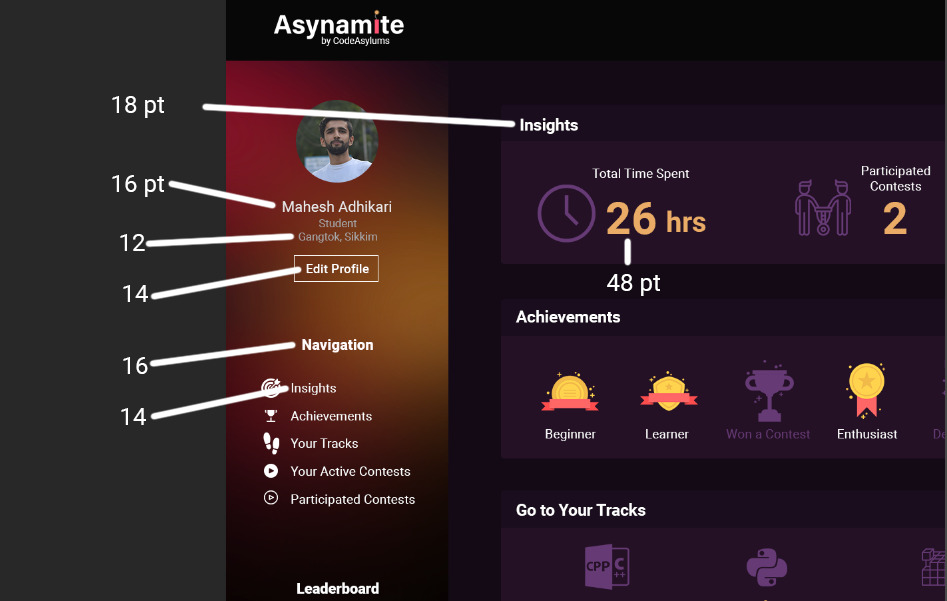 Asynamite
by CodeAsylums
18 pt
Insights
16 pt
Mahesh Adhikari
Student
12
Gangtok, Sikkim
14
Edit Profile
16
Navigation
14
Insights
Achievements
Your Tracks
Your Active Contests
Participated Contests
Leaderboard
Total Time Spent
26 hrs
48 pt
Participated
Contests
2
Achievements
Beginner
Learner
Won a Contest
Enthusiast
De
Go to Your Tracks
CPP
C
++